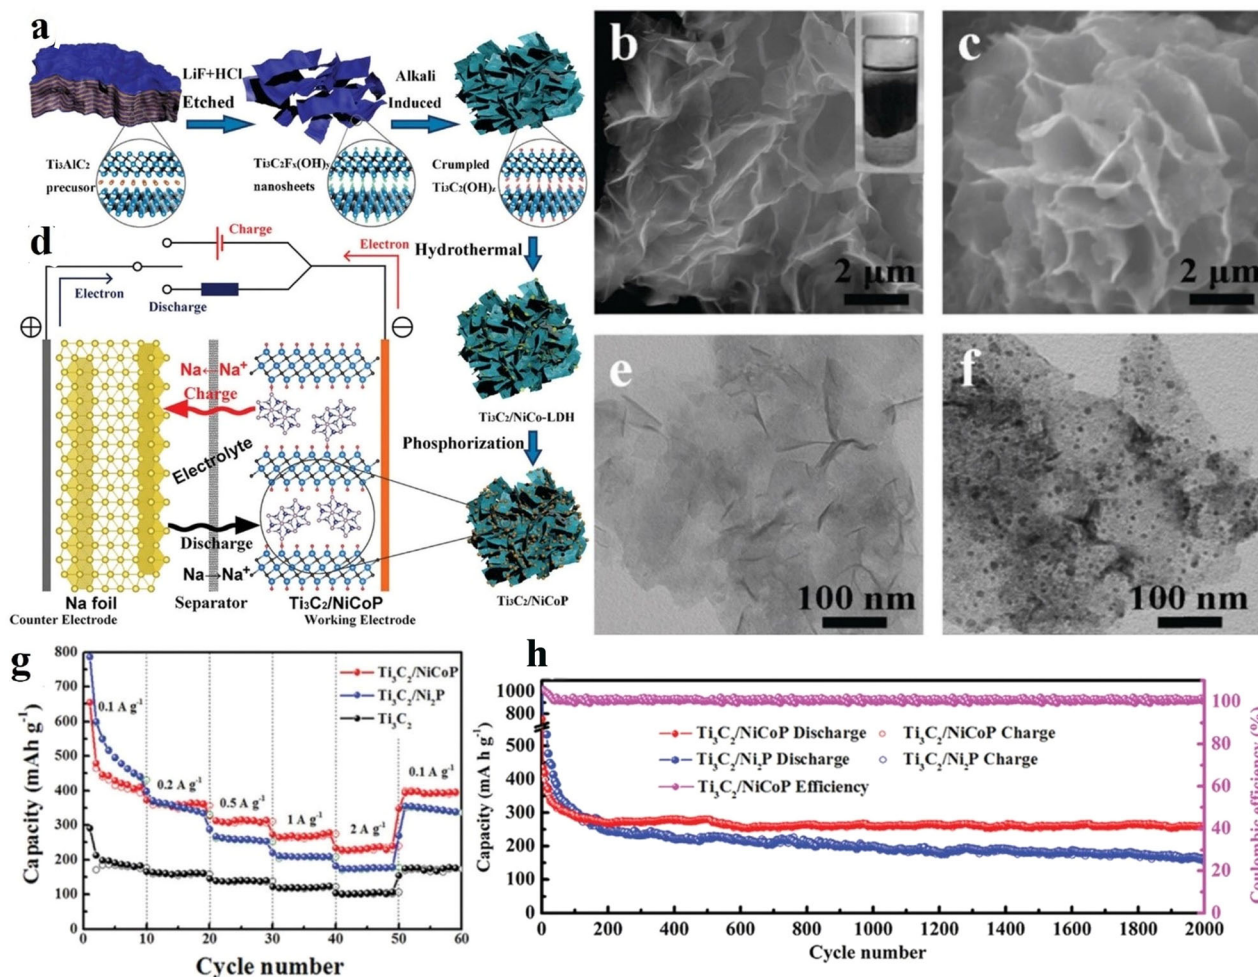 a
LiF+HCl
Etched
Alkali
Induced
Ti₃AlC₂
precusor
Ti₃C₂Fₓ(OH)ᵧ
nanosheets
Crumpled
Ti₃C₂(OH)𝓏
b
2 μm
c
2 μm
d
Charge
Electron
Electron
Discharge
Hydrothermal
Na←Na⁺
Charge
Electrolyte
Discharge
Na→Na⁺
Na foil
Counter Electrode
Separator
Ti₃C₂/NiCoP
Working Electrode
Ti₃C₂/NiCo-LDH
Phosphorization
Ti₃C₂/NiCoP
e
100 nm
f
100 nm
g
Capacity (mAh g⁻¹)
800
700
600
500
400
300
200
100
0
0 10 20 30 40 50 60
Cycle number
Ti₃C₂/NiCoP
Ti₃C₂/Ni₂P
Ti₃C₂
0.1 A g⁻¹
0.2 A g⁻¹
0.5 A g⁻¹
1 A g⁻¹
2 A g⁻¹
0.1 A g⁻¹
h
Capacity (mA h g⁻¹)
1000
800
500
400
300
200
100
0
0 200 400 600 800 1000 1200 1400 1600 1800 2000
Cycle number
Ti₃C₂/NiCoP Discharge
Ti₃C₂/NiCoP Charge
Ti₃C₂/Ni₂P Discharge
Ti₃C₂/Ni₂P Charge
Ti₃C₂/NiCoP Efficiency
100
80
60
40
20
0
Coulombic efficiency (%)